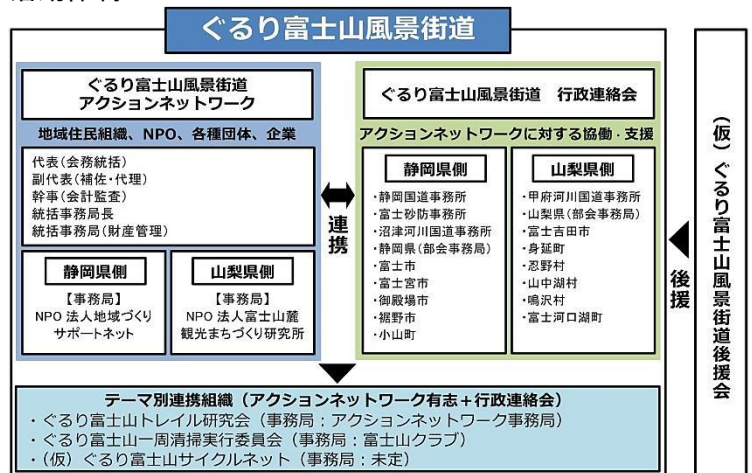 ぐるり富士山風景街道
ぐるり富士山風景街道
アクションネットワーク
地域住民組織、NPO、各種団体、企業
代表(会務統括)
副代表(補佐・代理)
幹事(会計監査)
統括事務局長
統括事務局(財産管理)
静岡県側
【事務局】
NPO 法人地域づくり
サポートネット
山梨県側
【事務局】
NPO 法人富士山麓
観光まちづくり研究所
連携
ぐるり富士山風景街道 行政連絡会
アクションネットワークに対する協働・支援
静岡県側
・静岡国道事務所
・富士砂防事務所
・沼津河川国道事務所
・静岡県(部会事務局)
・富士市
・富士宮市
・御殿場市
・裾野市
・小山町
山梨県側
・甲府河川国道事務所
・山梨県(部会事務局)
・富士吉田市
・身延町
・忍野村
・山中湖村
・鳴沢村
・富士河口湖町
後援
(仮)ぐるり富士山風景街道後援会
テーマ別連携組織(アクションネットワーク有志+行政連絡会)
・ぐるり富士山トレイル研究会(事務局:アクションネットワーク事務局)
・ぐるり富士山一周清掃実行委員会(事務局:富士山クラブ)
・(仮)ぐるり富士山サイクルネット(事務局:未定)